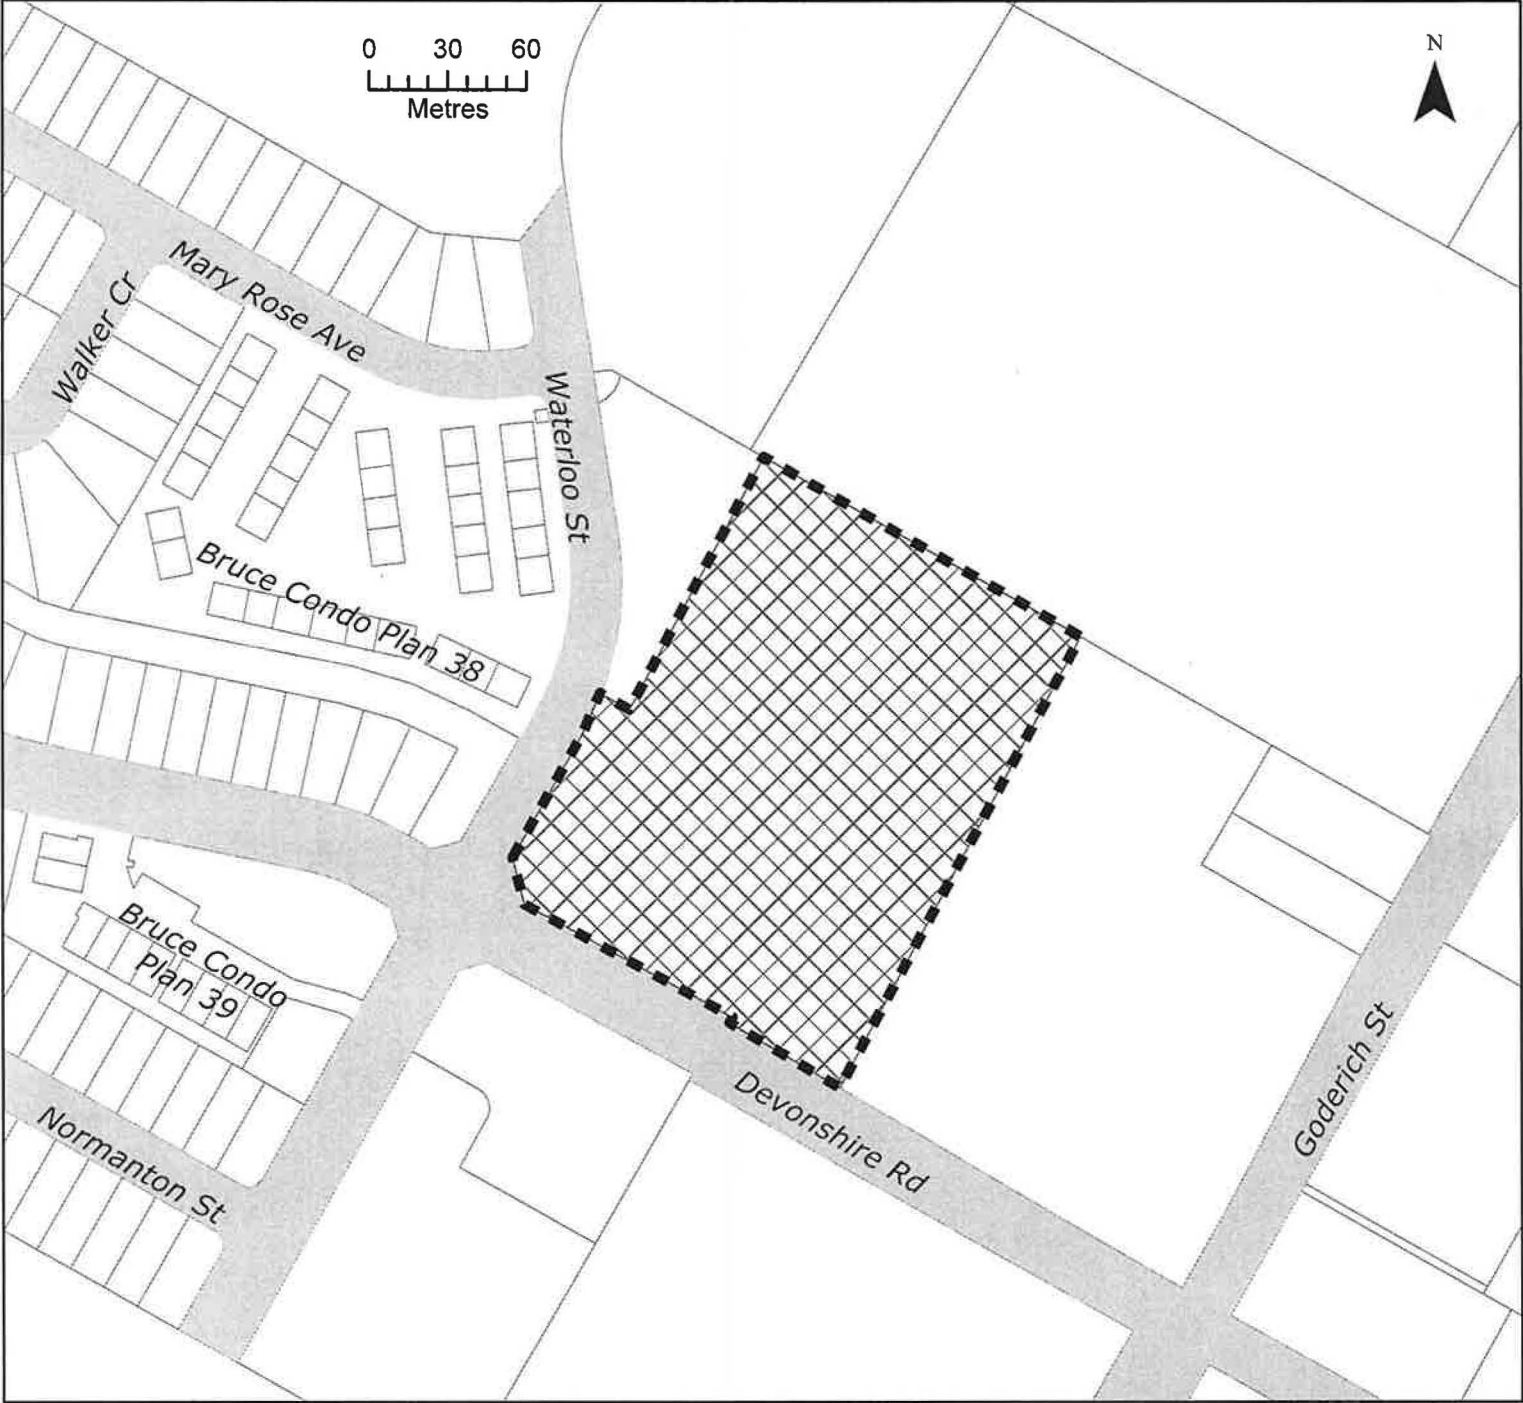 0 30 60
Metres
N
Mary Rose Ave
Walker Cr
Waterloo St
Bruce Condo Plan 38
Bruce Condo
Plan 39
Normanton St
Devonshire Rd
Goderich St